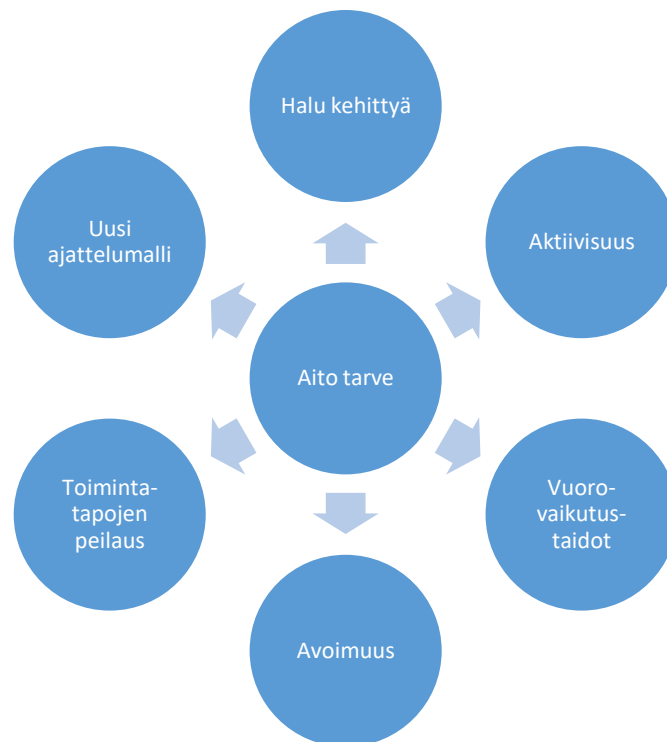 Halu kehittyä
Uusi
ajattelumalli
Aktiivisuus
Aito tarve
Toiminta-
tapojen
peilaus
Vuoro-
vaikutus-
taidot
Avoimuus